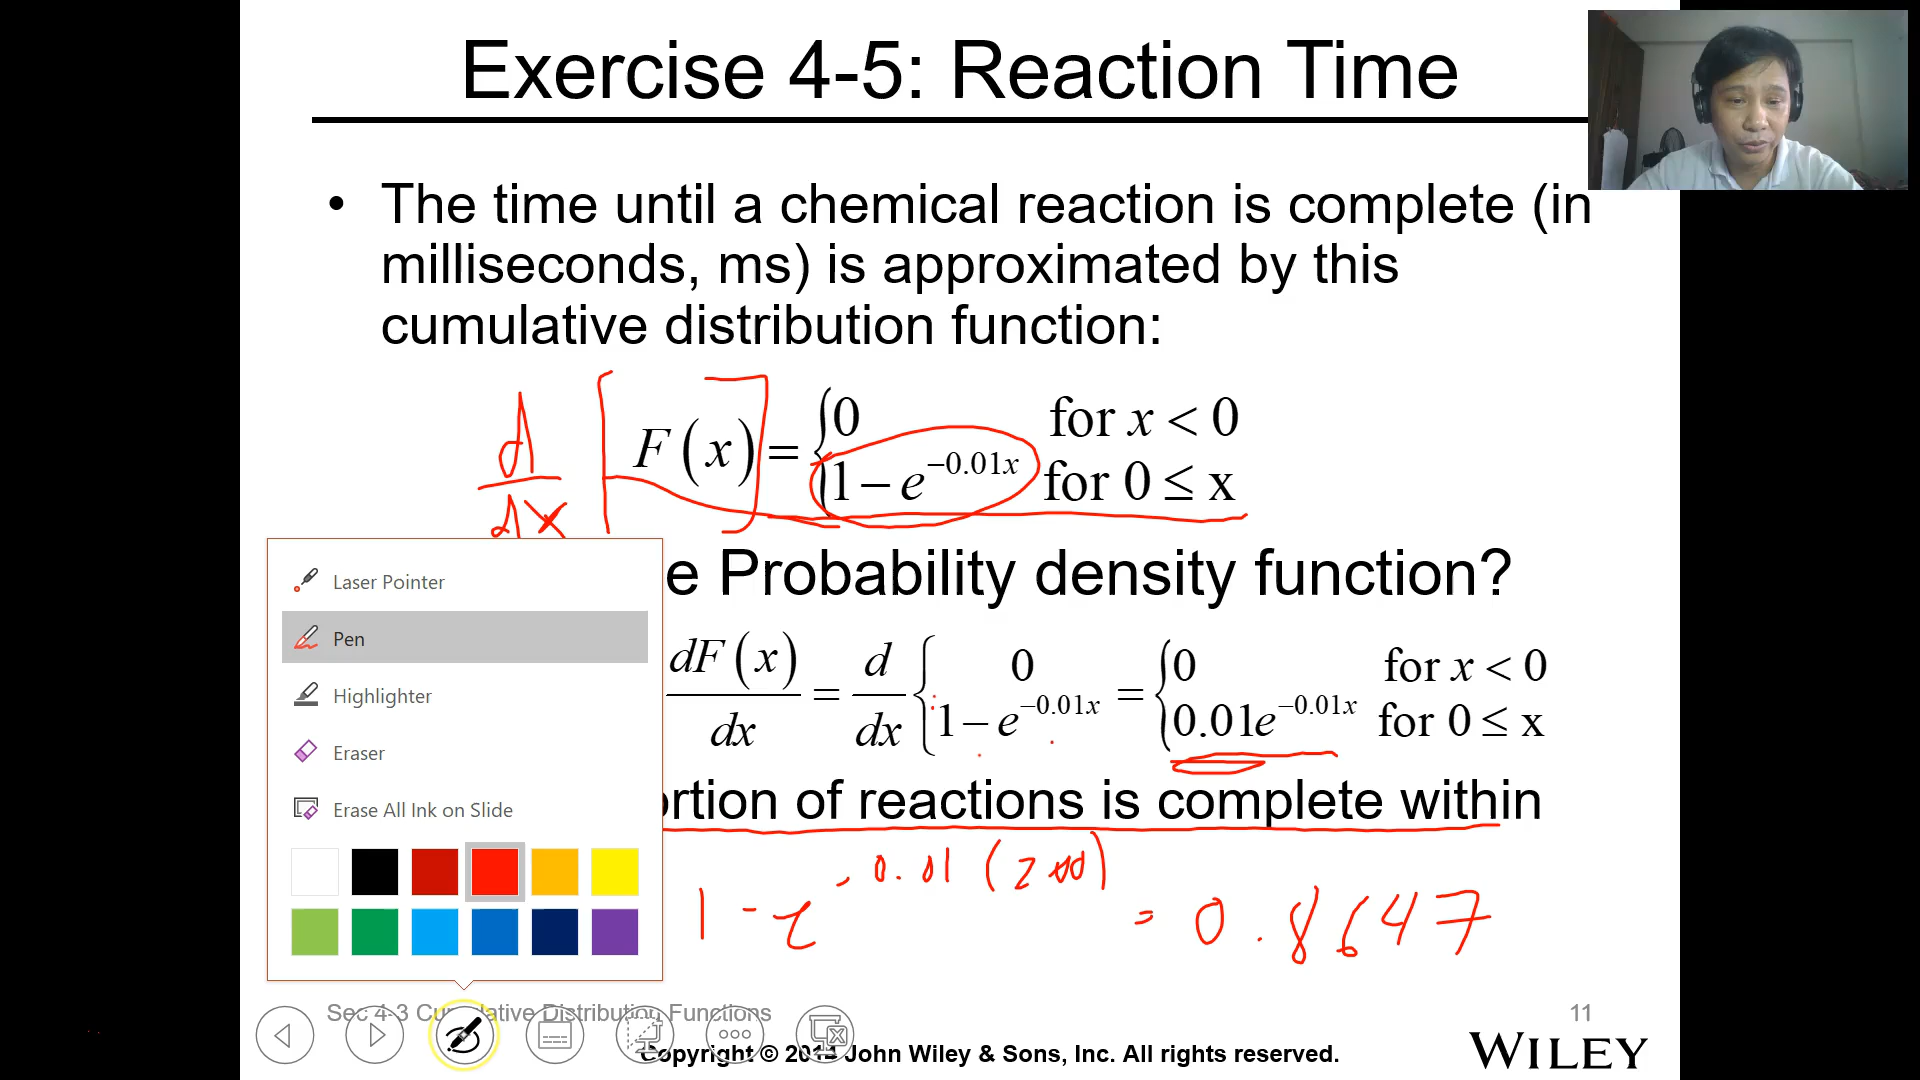 Exercise 4-5: Reaction Time
• The time until a chemical reaction is complete (in
milliseconds, ms) is approximated by this
cumulative distribution function:
d/dx [F(x)] = {0 for x < 0
1 − e^−0.01x for 0 ≤ x
e Probability density function?
dF(x)/dx = d/dx {0 = {0 for x < 0
1 − e^−0.01x 0.01e^−0.01x for 0 ≤ x
ortion of reactions is complete within
1 - e^-0.01(200) = 0.8647
Laser Pointer
Pen
Highlighter
Eraser
Erase All Ink on Slide
Sec 4-3 Cumulative Distribution Functions
11
Copyright © 2014 John Wiley & Sons, Inc. All rights reserved.
WILEY